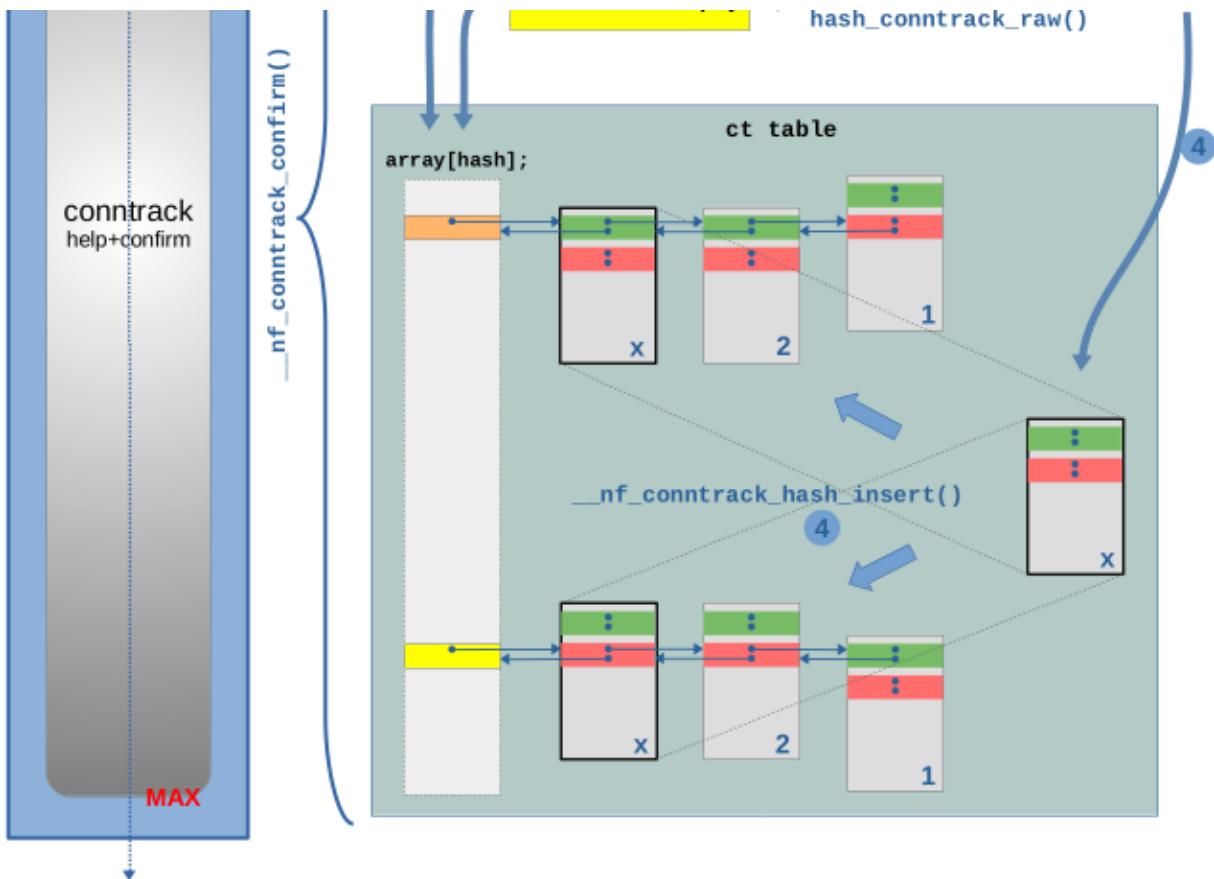 hash_conntrack_raw()
__nf_conntrack_confirm()
ct table
4
array[hash];
conntrack
help+confirm
x
2
1
__nf_conntrack_hash_insert()
4
x
x
2
1
MAX